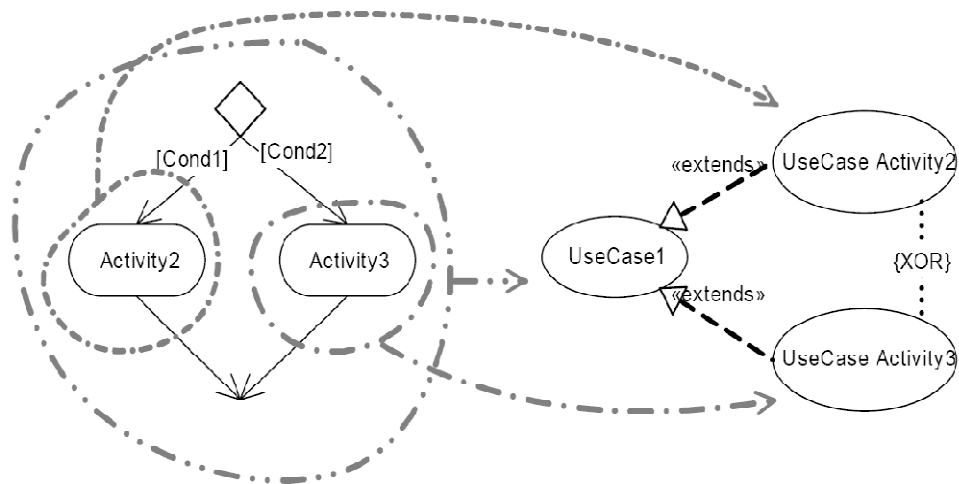 [Cond1] [Cond2]
Activity2
Activity3
«extends»
UseCase Activity2
UseCase1
{XOR}
«extends»
UseCase Activity3